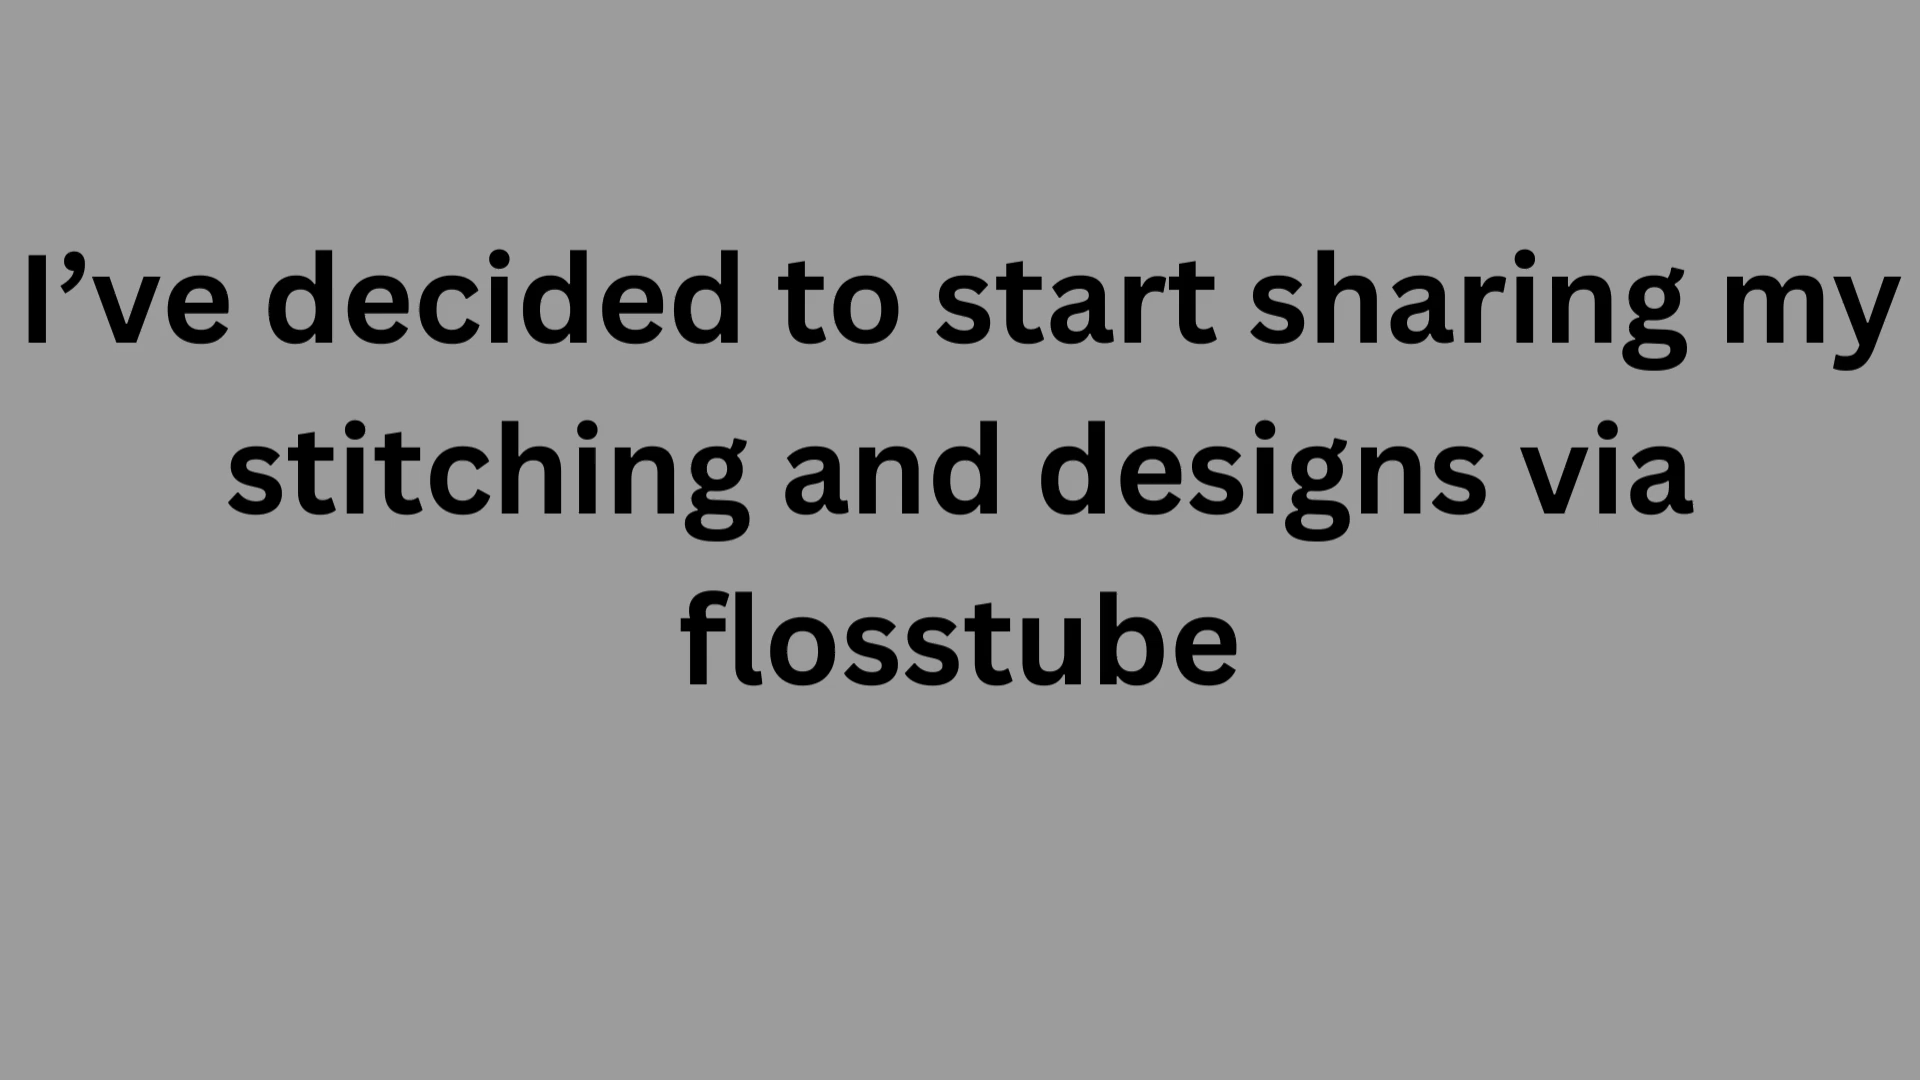 I’ve decided to start sharing my
stitching and designs via
flosstube